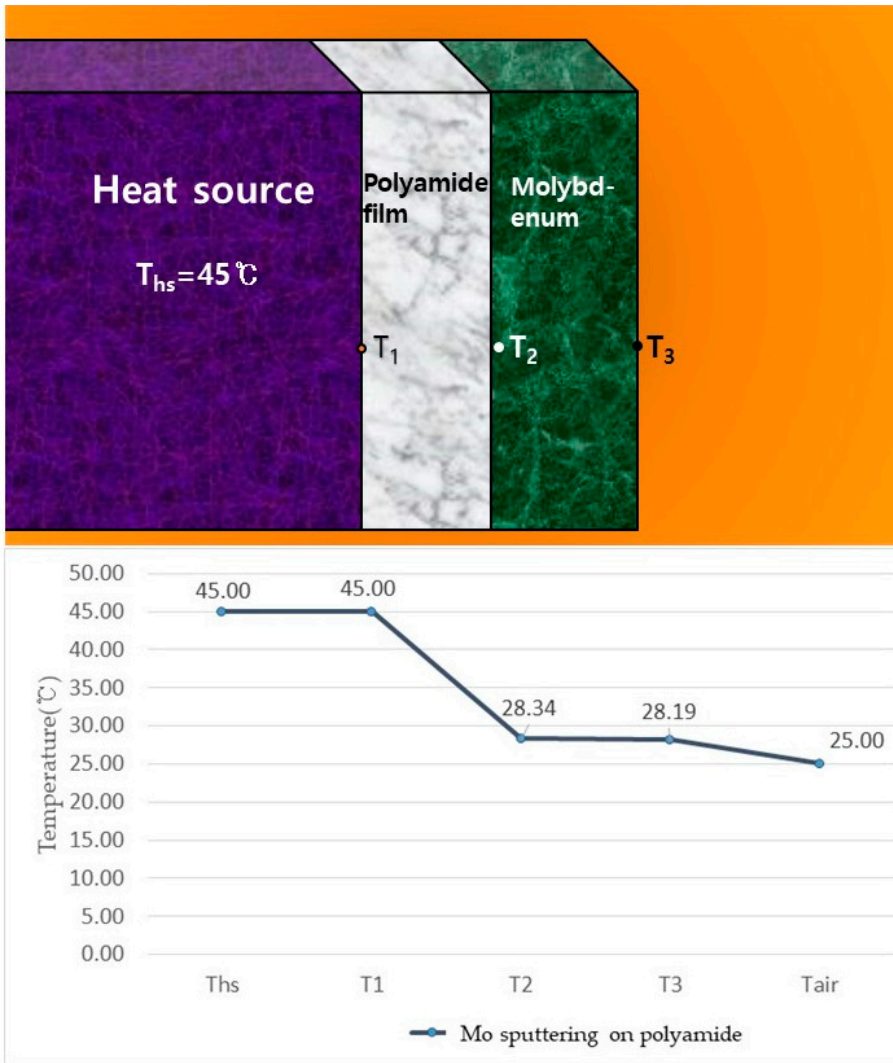 Heat source
Polyamide
film
Molybd-
enum
Ths=45℃
T1
T2
T3
50.00
45.00
40.00
35.00
30.00
25.00
20.00
15.00
10.00
5.00
0.00
Temperature(℃)
45.00
45.00
28.34
28.19
25.00
Ths
T1
T2
T3
Tair
Mo sputtering on polyamide